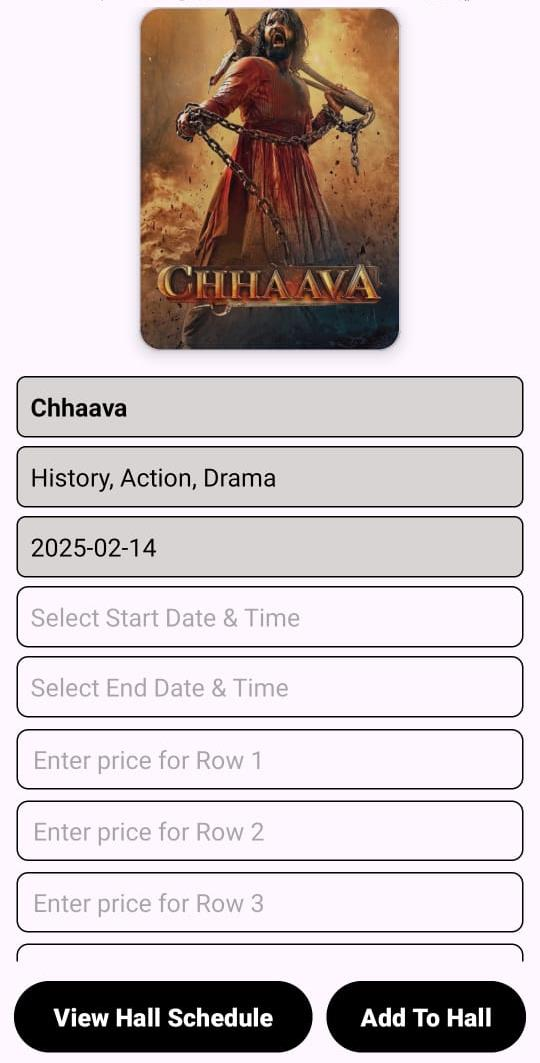 CHHAAVA
Chhaava
History, Action, Drama
2025-02-14
Select Start Date & Time
Select End Date & Time
Enter price for Row 1
Enter price for Row 2
Enter price for Row 3
View Hall Schedule
Add To Hall